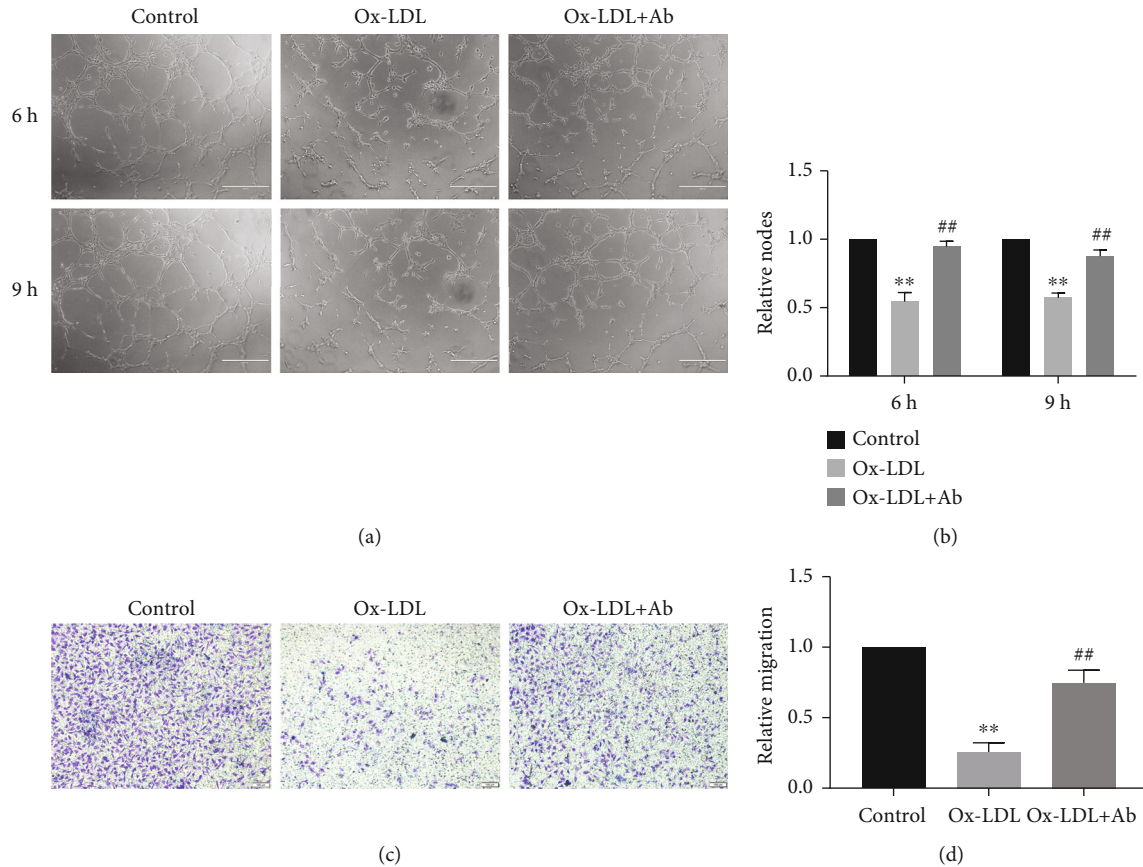 Control Ox-LDL Ox-LDL+Ab
6 h
9 h
(a)
Relative nodes
1.5
1.0
0.5
0.0
**
##
**
##
6 h 9 h
Control
Ox-LDL
Ox-LDL+Ab
(b)
Control Ox-LDL Ox-LDL+Ab
(c)
Relative migration
1.5
1.0
0.5
0.0
**
##
Control Ox-LDL Ox-LDL+Ab
(d)